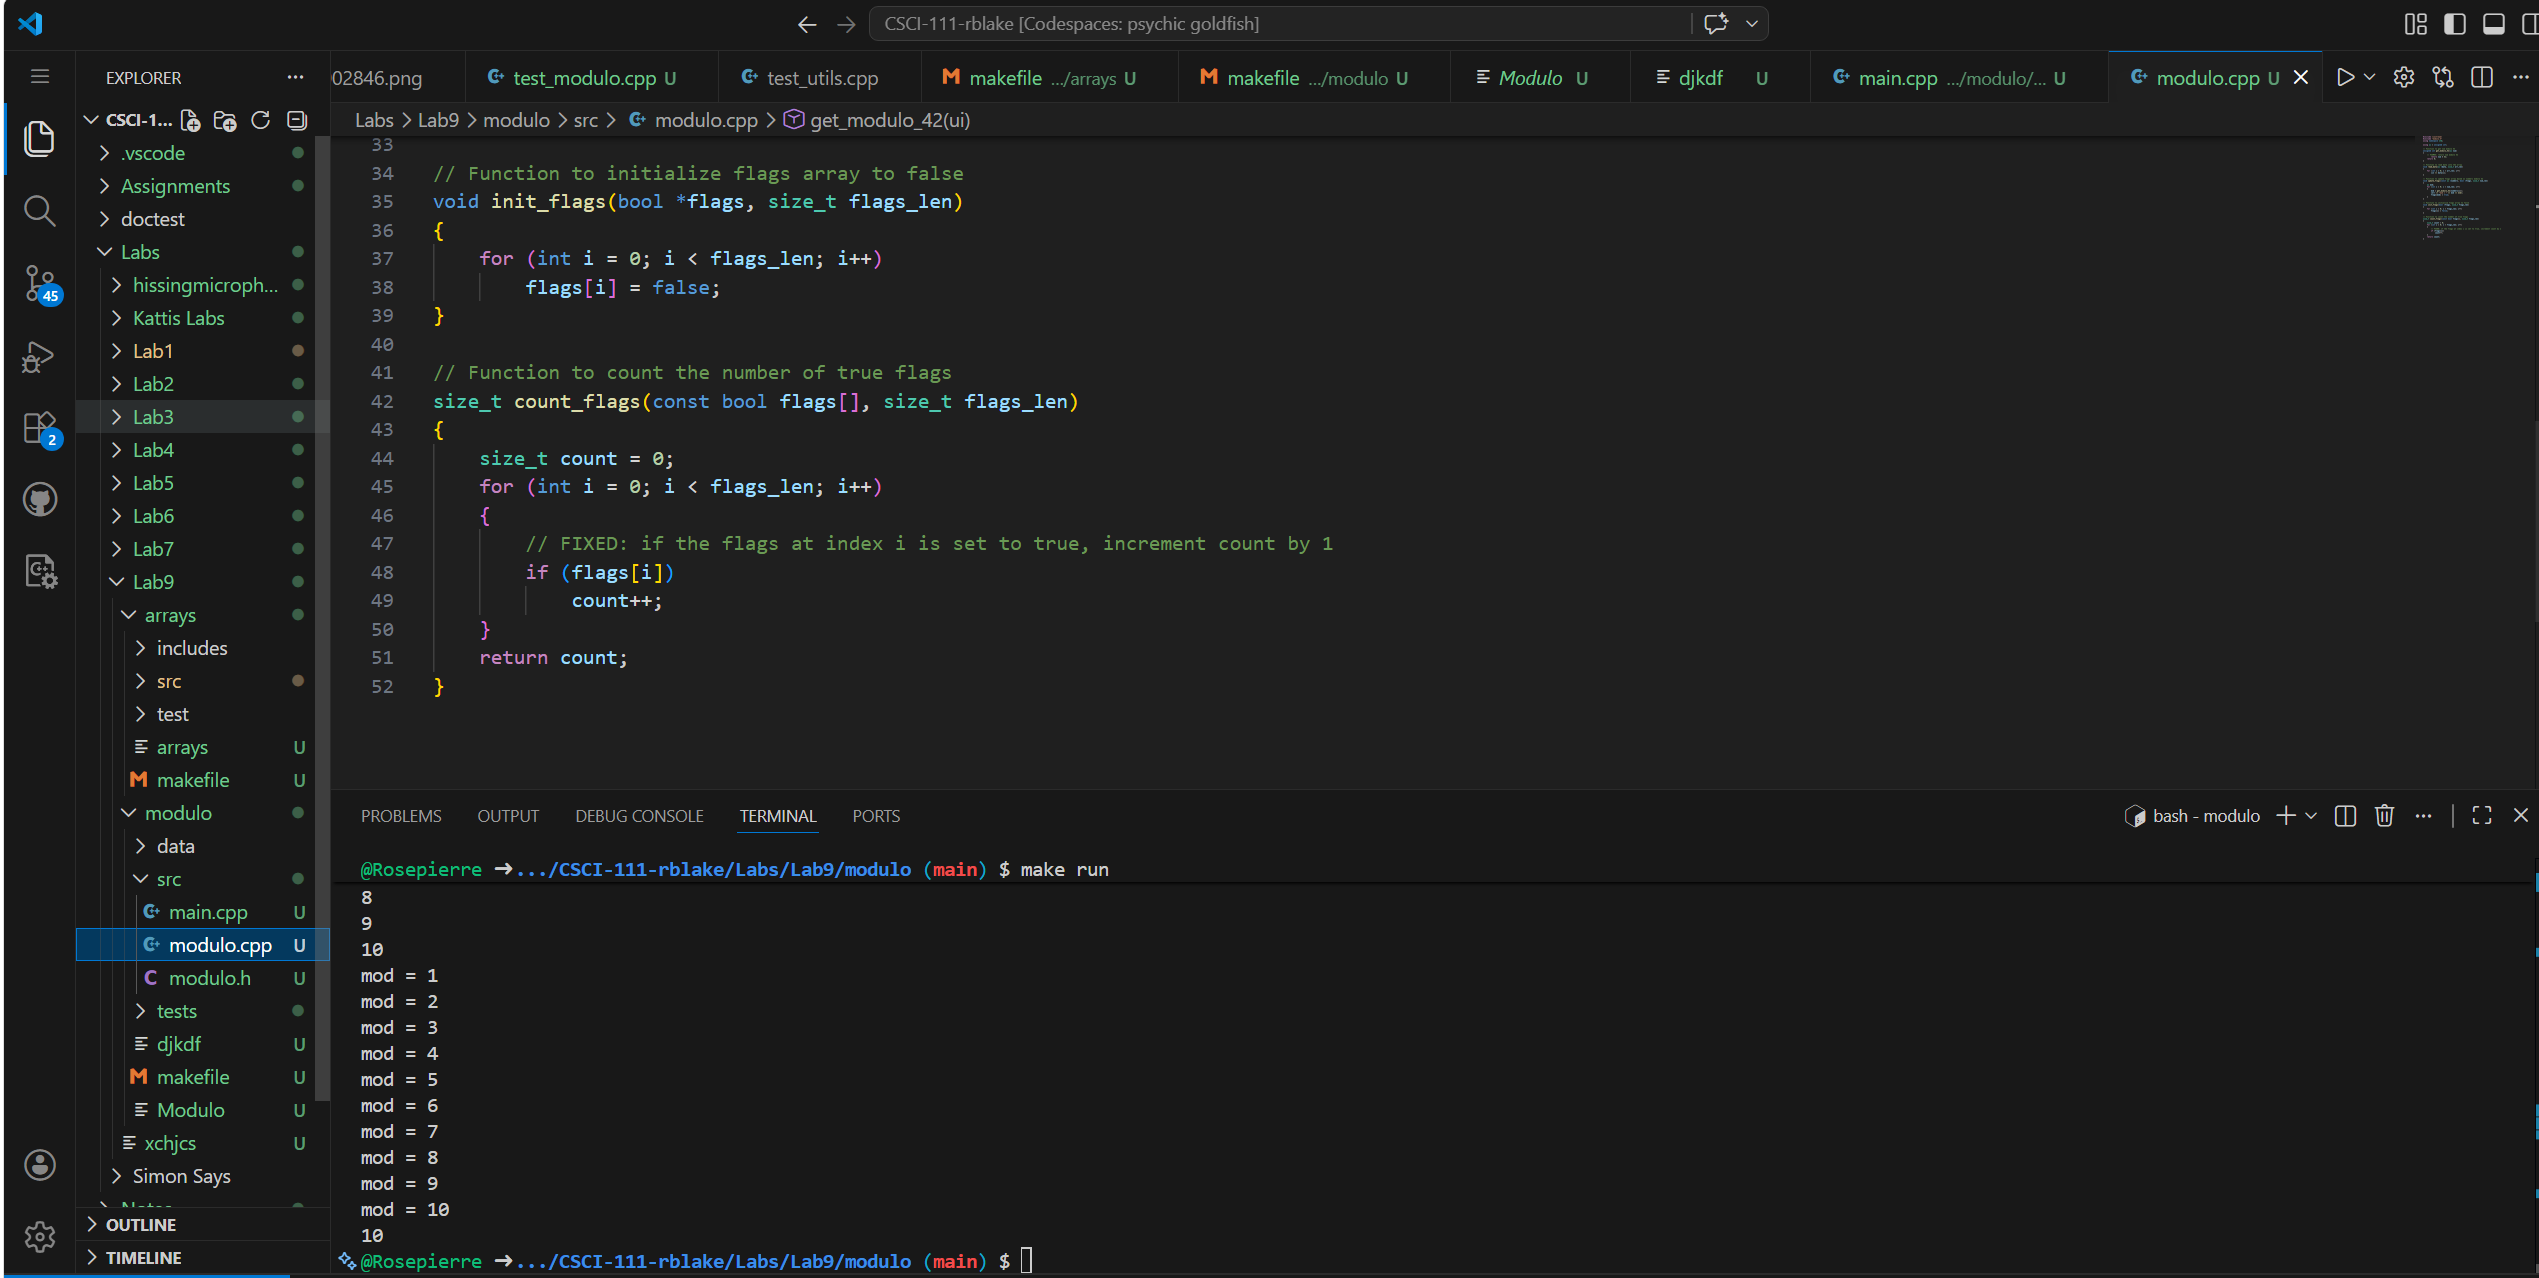 CSCI-111-rblake [Codespaces: psychic goldfish]
EXPLORER
02846.png
test_modulo.cpp U
test_utils.cpp
makefile .../arrays U
makefile .../modulo U
Modulo U
djkdf U
main.cpp .../modulo/... U
modulo.cpp U
Labs > Lab9 > modulo > src > modulo.cpp > get_modulo_42(ui)
CSCI-1...
.vscode
Assignments
doctest
Labs
hissingmicroph...
Kattis Labs
Lab1
Lab2
Lab3
Lab4
Lab5
Lab6
Lab7
Lab9
arrays
includes
src
test
arrays U
makefile U
modulo
data
src
main.cpp U
modulo.cpp U
modulo.h U
tests
djkdf U
makefile U
Modulo U
xchjcs U
Simon Says
Notes
OUTLINE
TIMELINE
45
2
33
34 // Function to initialize flags array to false
35 void init_flags(bool *flags, size_t flags_len)
36 {
37 for (int i = 0; i < flags_len; i++)
38 flags[i] = false;
39 }
40
41 // Function to count the number of true flags
42 size_t count_flags(const bool flags[], size_t flags_len)
43 {
44 size_t count = 0;
45 for (int i = 0; i < flags_len; i++)
46 {
47 // FIXED: if the flags at index i is set to true, increment count by 1
48 if (flags[i])
49 count++;
50 }
51 return count;
52 }
PROBLEMS OUTPUT DEBUG CONSOLE TERMINAL PORTS
bash - modulo
@Rosepierre ➜.../CSCI-111-rblake/Labs/Lab9/modulo (main) $ make run
8
9
10
mod = 1
mod = 2
mod = 3
mod = 4
mod = 5
mod = 6
mod = 7
mod = 8
mod = 9
mod = 10
10
@Rosepierre ➜.../CSCI-111-rblake/Labs/Lab9/modulo (main) $